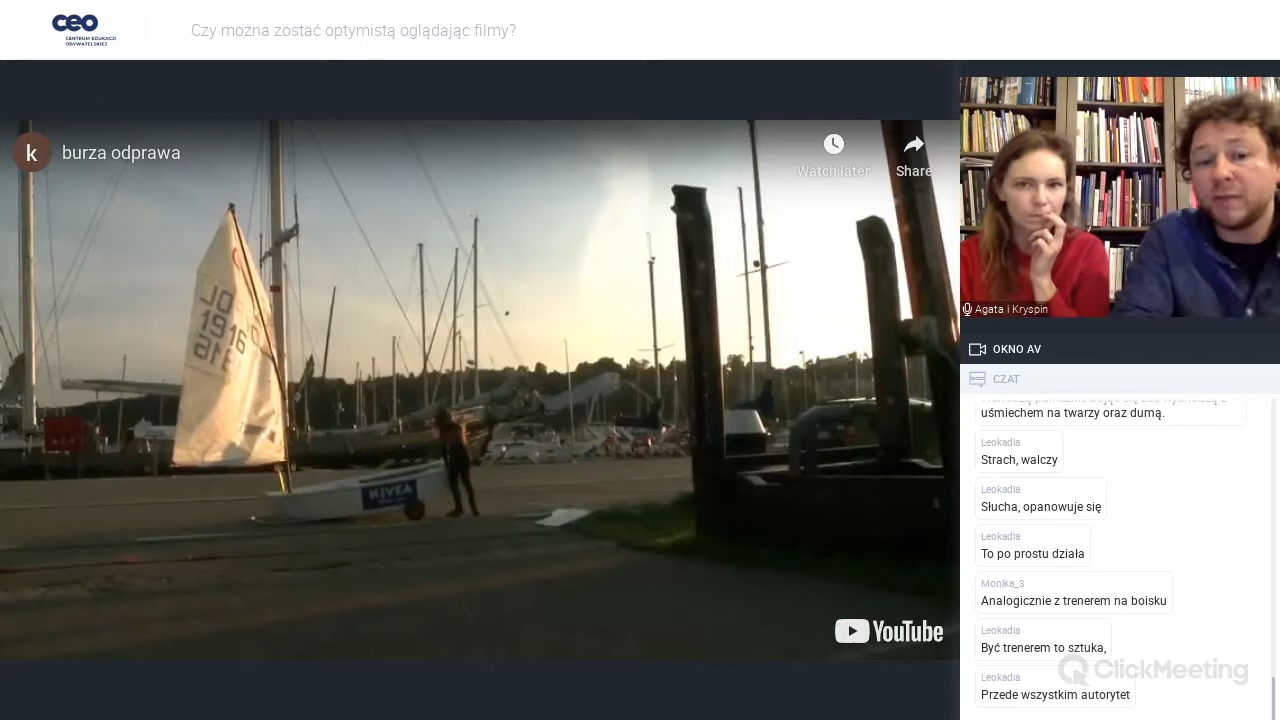 ceo
CENTRUM EDUKACJI
OBYWATELSKIEJ
Czy można zostać optymistą oglądając filmy?
k
burza odprawa
Watch later
Share
NIVEA
YouTube
Agata i Kryspin
OKNO AV
CZAT
uśmiechem na twarzy oraz dumą.
Leokadia
Strach, walczy
Leokadia
Słucha, opanowuje się
Leokadia
To po prostu działa
Monika_3
Analogicznie z trenerem na boisku
Leokadia
Być trenerem to sztuka,
Leokadia
Przede wszystkim autorytet
ClickMeeting